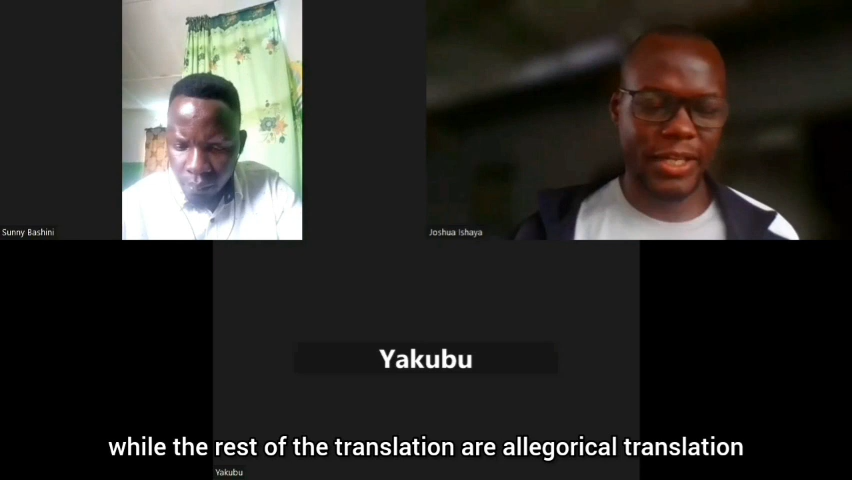 Sunny Bashini
Joshua Ishaya
Yakubu
while the rest of the translation are allegorical translation
Yakubu